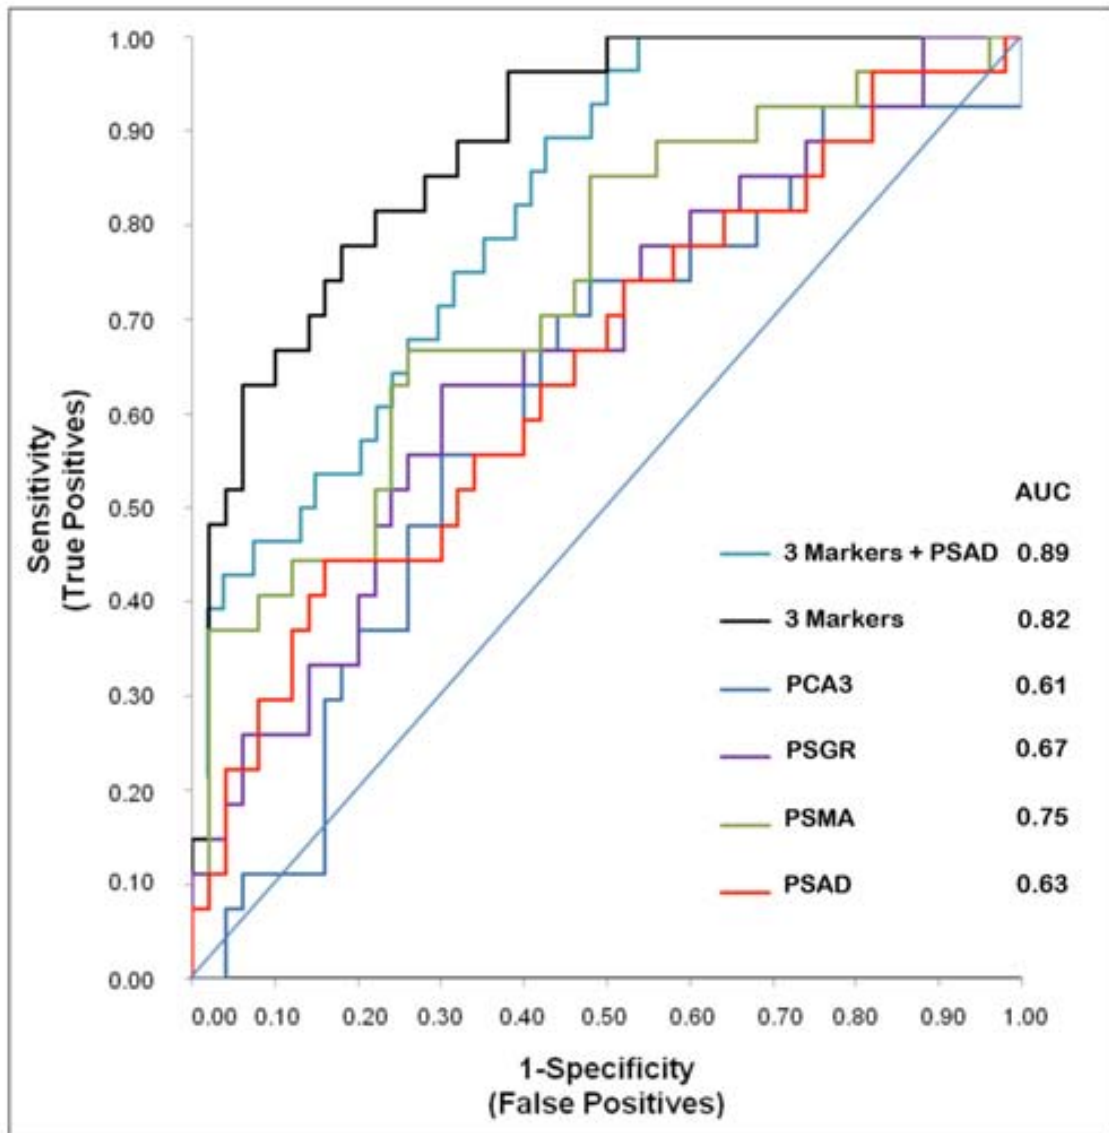 1.00
0.90
0.80
0.70
0.60
0.50
0.40
0.30
0.20
0.10
0.00
Sensitivity
(True Positives)
AUC
3 Markers + PSAD 0.89
3 Markers 0.82
PCA3 0.61
PSGR 0.67
PSMA 0.75
PSAD 0.63
0.00 0.10 0.20 0.30 0.40 0.50 0.60 0.70 0.80 0.90 1.00
1-Specificity
(False Positives)